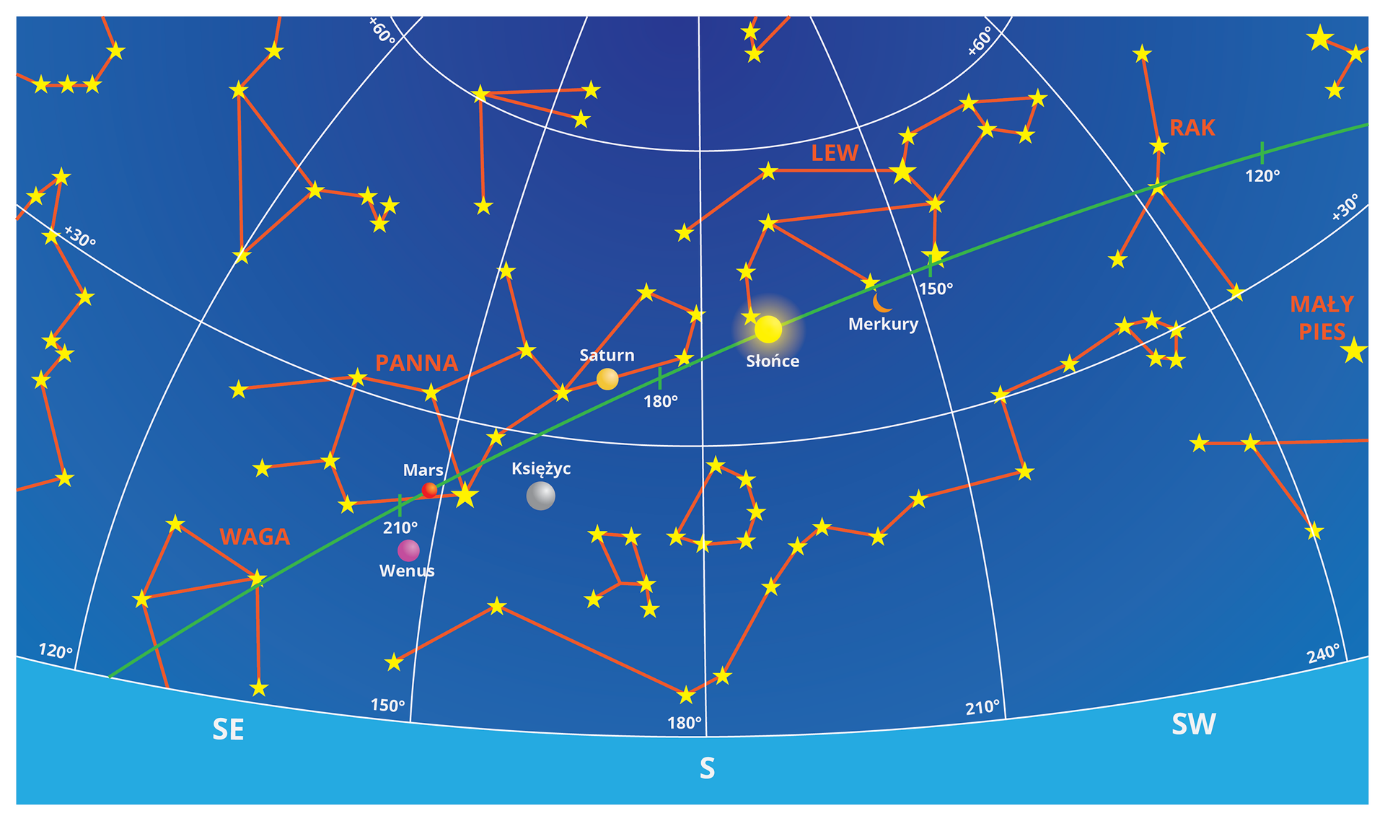 +60°
+60°
RAK
LEW
120°
+30°
+30°
150°
MAŁY
PIES
Merkury
Słońce
Saturn
PANNA
180°
Mars
Księżyc
210°
WAGA
Wenus
120°
240°
150°
210°
180°
SE
SW
S